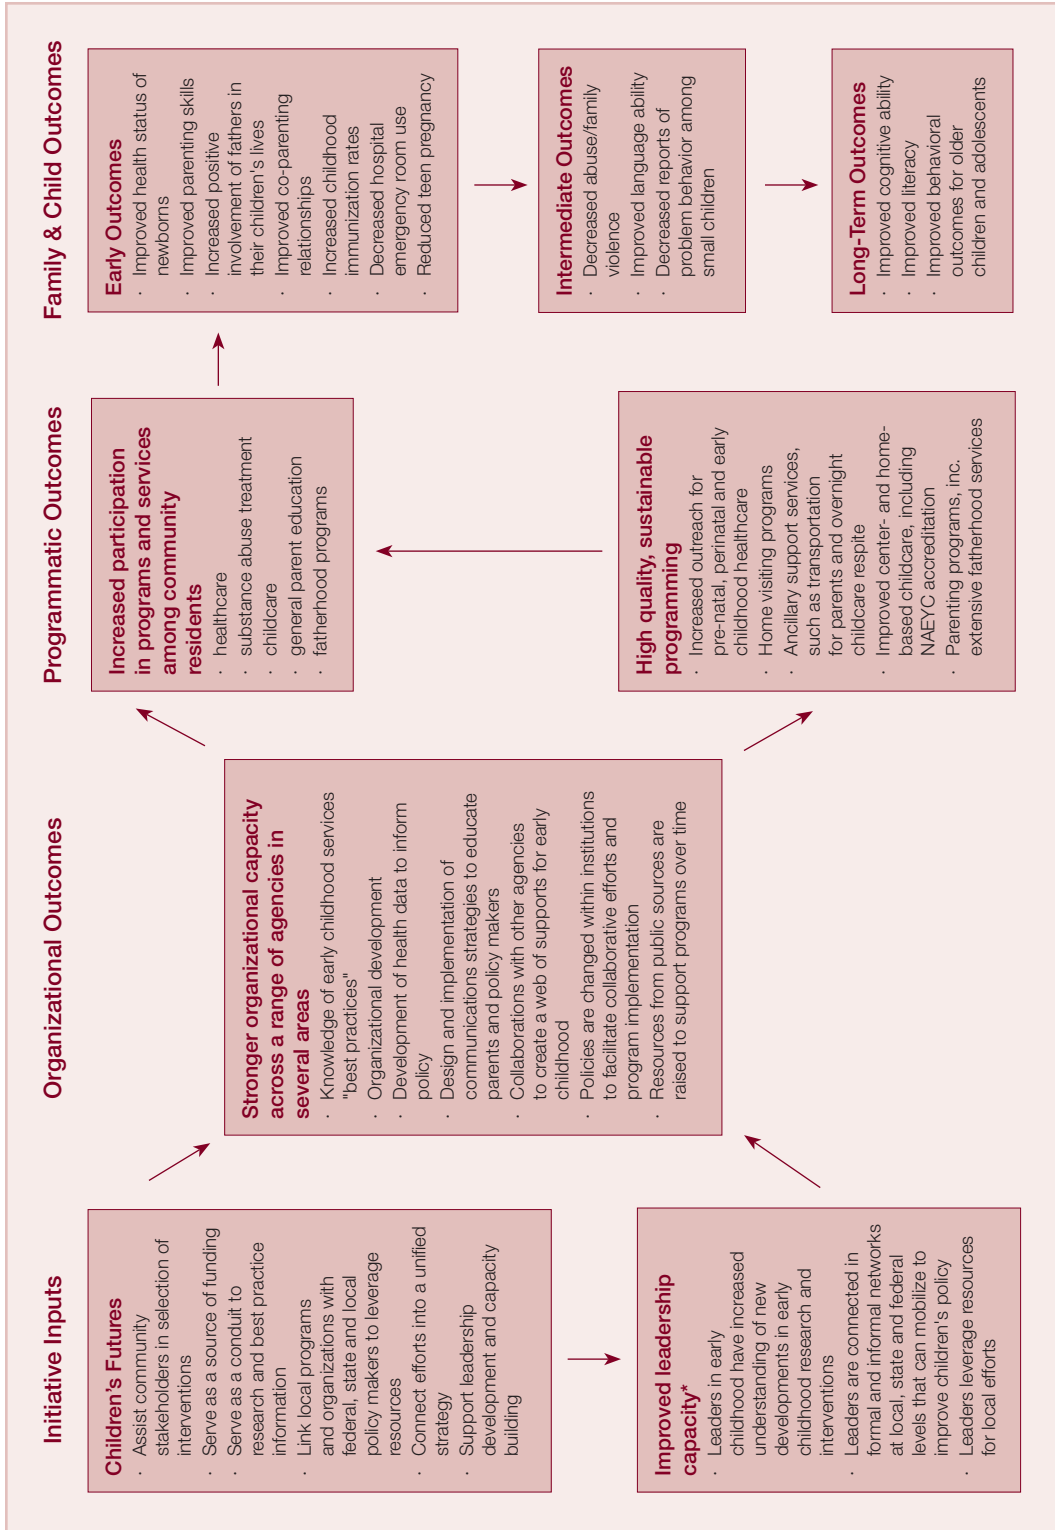 Initiative Inputs
Children's Futures
· Assist community
stakeholders in selection of
interventions
· Serve as a source of funding
· Serve as a conduit to
research and best practice
information
· Link local programs
and organizations with
federal, state and local
policy makers to leverage
resources
· Connect efforts into a unified
strategy
· Support leadership
development and capacity
building
Improved leadership
capacity*
· Leaders in early
childhood have increased
understanding of new
developments in early
childhood research and
interventions
· Leaders are connected in
formal and informal networks
at local, state and federal
levels that can mobilize to
improve children's policy
· Leaders leverage resources
for local efforts
Organizational Outcomes
Stronger organizational capacity
across a range of agencies in
several areas
· Knowledge of early childhood services
"best practices"
· Organizational development
· Development of health data to inform
policy
· Design and implementation of
communications strategies to educate
parents and policy makers
· Collaborations with other agencies
to create a web of supports for early
childhood
· Policies are changed within institutions
to facilitate collaborative efforts and
program implementation
· Resources from public sources are
raised to support programs over time
Programmatic Outcomes
Increased participation
in programs and services
among community
residents
· healthcare
· substance abuse treatment
· childcare
· general parent education
· fatherhood programs
High quality, sustainable
programming
· Increased outreach for
pre-natal, perinatal and early
childhood healthcare
· Home visiting programs
· Ancillary support services,
such as transportation
for parents and overnight
childcare respite
· Improved center- and home-
based childcare, including
NAEYC accreditation
· Parenting programs, inc.
extensive fatherhood services
Family & Child Outcomes
Early Outcomes
· Improved health status of
newborns
· Improved parenting skills
· Increased positive
involvement of fathers in
their children's lives
· Improved co-parenting
relationships
· Increased childhood
immunization rates
· Decreased hospital
emergency room use
· Reduced teen pregnancy
Intermediate Outcomes
· Decreased abuse/family
violence
· Improved language ability
· Decreased reports of
problem behavior among
small children
Long-Term Outcomes
· Improved cognitive ability
· Improved literacy
· Improved behavioral
outcomes for older
children and adolescents